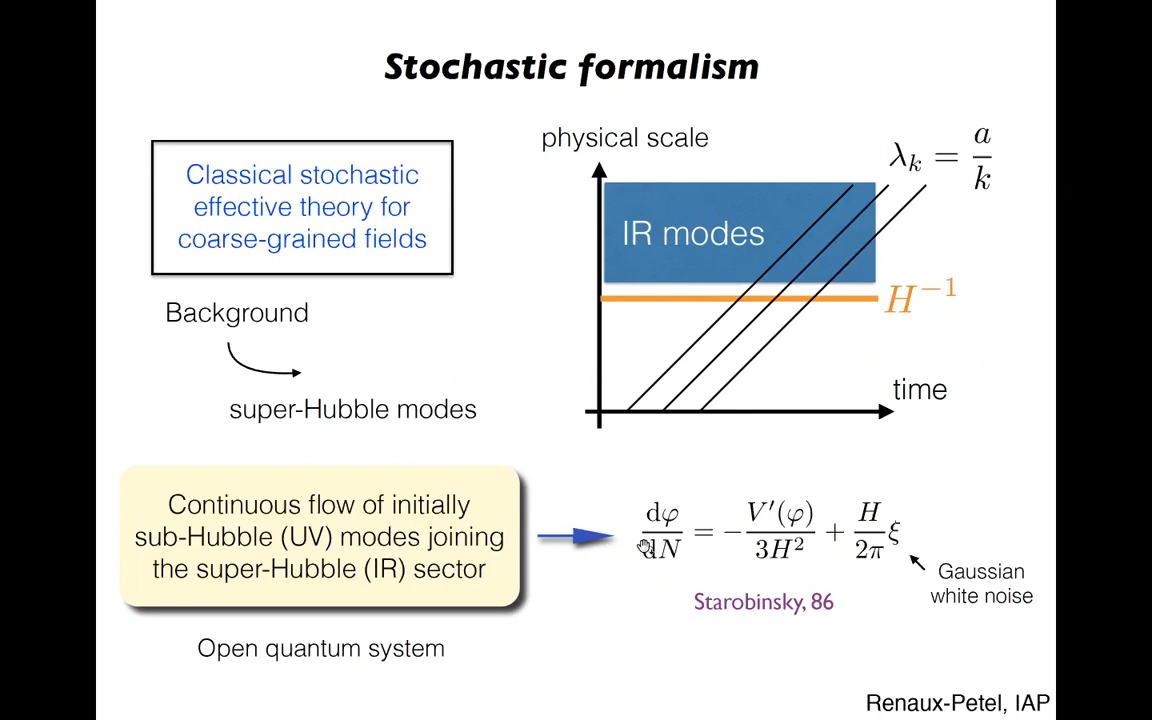 Stochastic formalism
Classical stochastic
effective theory for
coarse-grained fields
Background
super-Hubble modes
physical scale
λ_k = a/k
IR modes
H⁻¹
time
Continuous flow of initially
sub-Hubble (UV) modes joining
the super-Hubble (IR) sector
Open quantum system
dφ/dN = −V′(φ)/3H² + H/2π ξ
Gaussian
white noise
Starobinsky, 86
Renaux-Petel, IAP